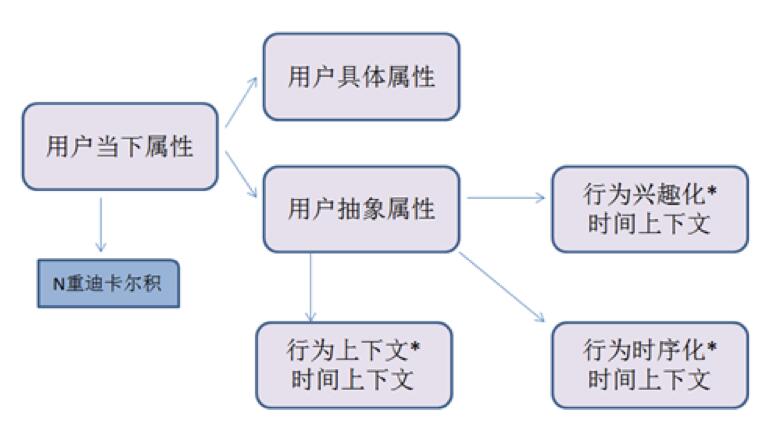 用户具体属性
用户当下属性
用户抽象属性
行为兴趣化*
时间上下文
N重迪卡尔积
行为上下文*
时间上下文
行为时序化*
时间上下文